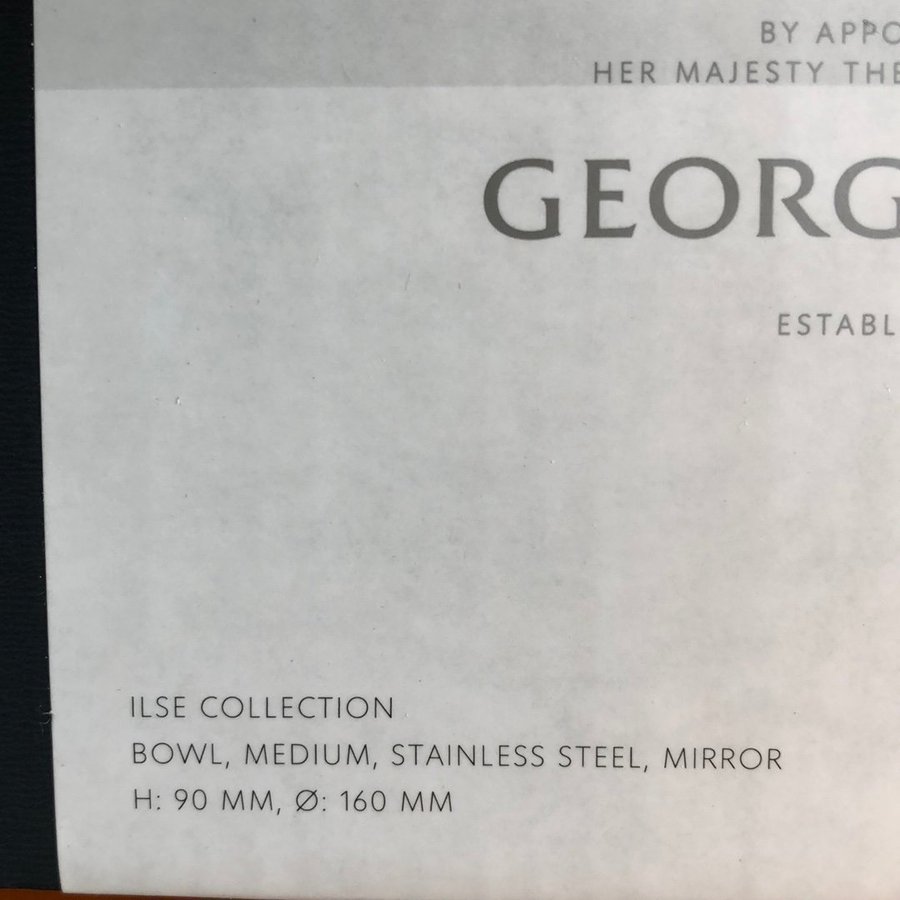 BY APPO
HER MAJESTY THE
GEORG
ESTABL
ILSE COLLECTION
BOWL, MEDIUM, STAINLESS STEEL, MIRROR
H: 90 MM, Ø: 160 MM